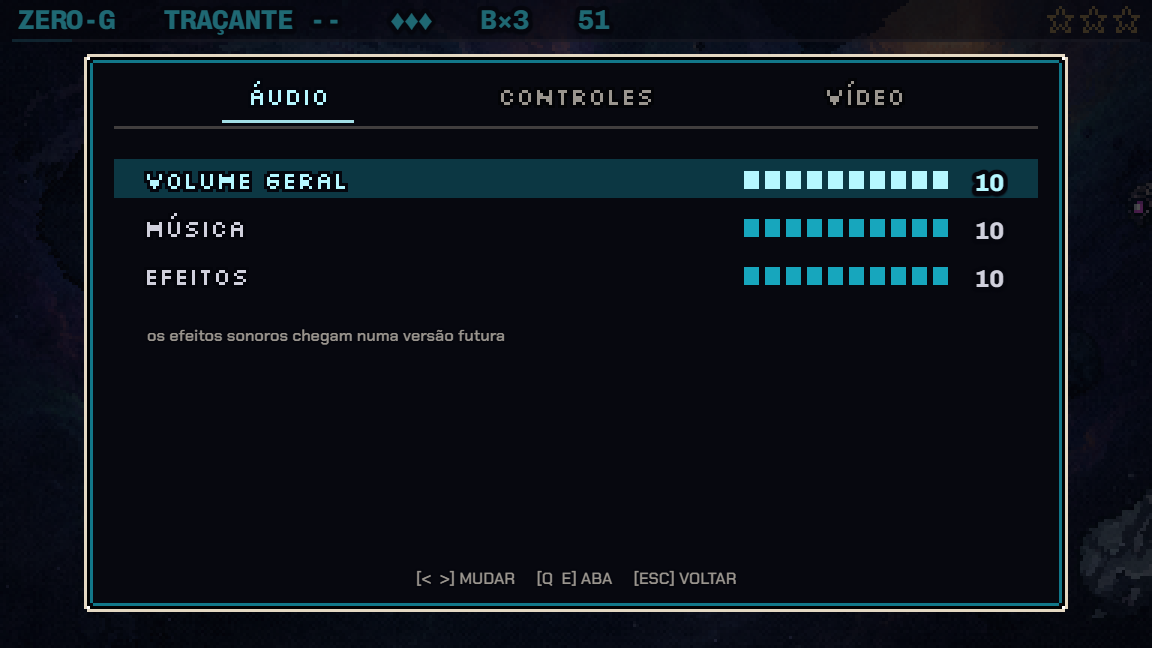 ZERO-G TRAÇANTE -- ♦♦♦ B×3 51 ☆☆☆
ÁUDIO CONTROLES VÍDEO
VOLUME GERAL 10
MÚSICA 10
EFEITOS 10
os efeitos sonoros chegam numa versão futura
[< >] MUDAR [Q E] ABA [ESC] VOLTAR